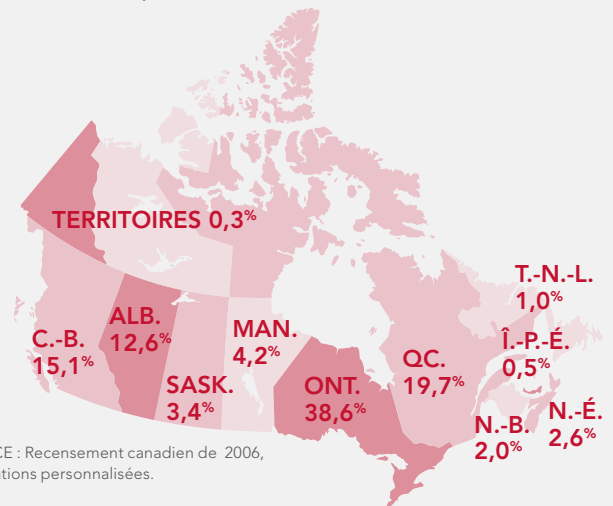 TERRITOIRES 0,3%
T.-N.-L.
1,0%
ALB.
12,6%
MAN.
4,2%
C.-B.
15,1%
Î.-P.-É.
0,5%
QC.
19,7%
SASK.
3,4%
ONT.
38,6%
N.-B.
2,0%
N.-É.
2,6%
: Recensement canadien de 2006,
personnalisées.